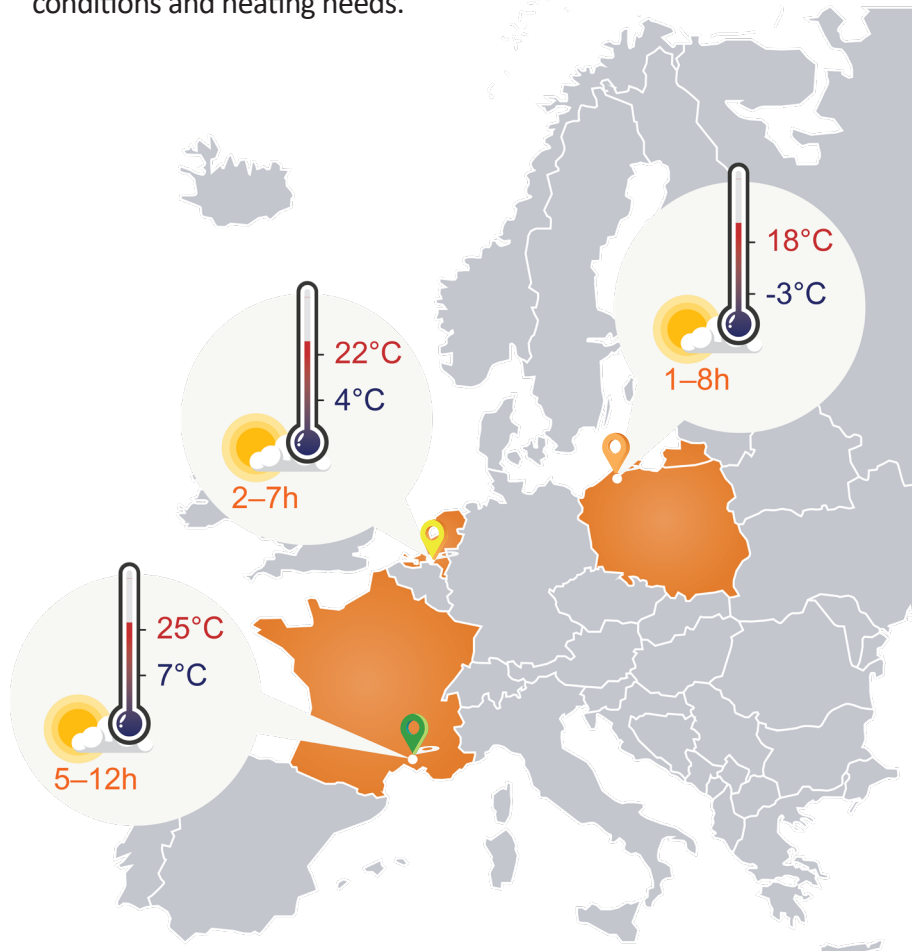 conditions and heating needs.
18°C
-3°C
1–8h
22°C
4°C
2–7h
25°C
7°C
5–12h